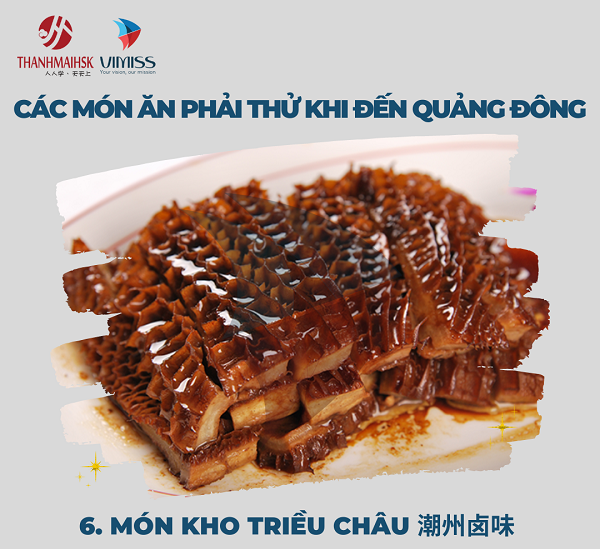 THANHMAIHSK
人人学·天天上
VIMISS
Your vision, our mission
CÁC MÓN ĂN PHẢI THỬ KHI ĐẾN QUẢNG ĐÔNG
6. MÓN KHO TRIỀU CHÂU 潮州卤味